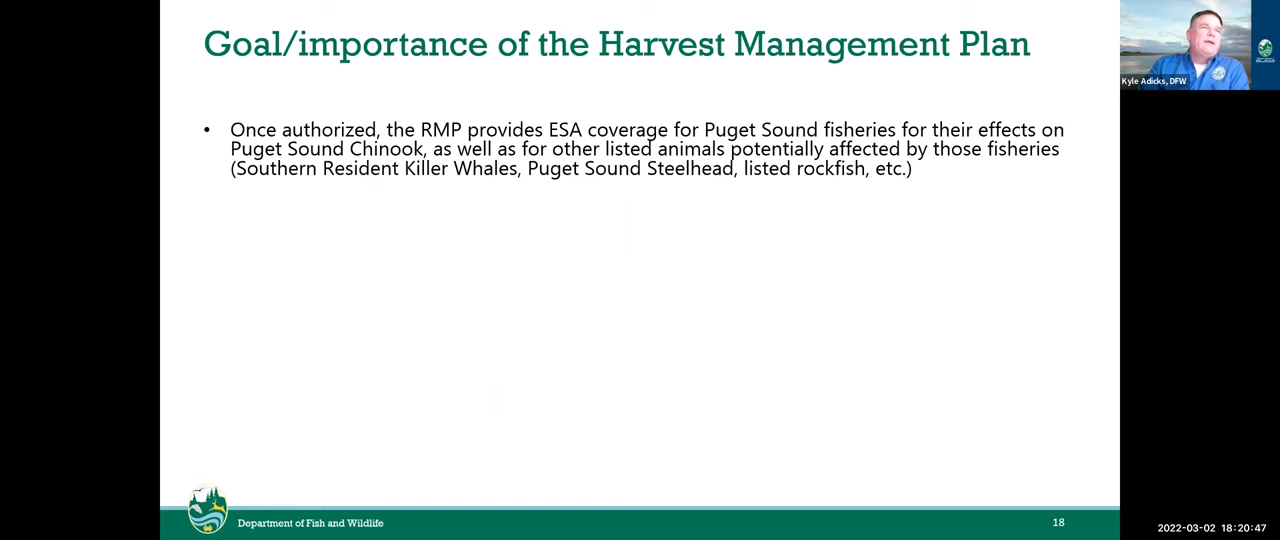 Goal/importance of the Harvest Management Plan
Kyle Adicks, DFW
• Once authorized, the RMP provides ESA coverage for Puget Sound fisheries for their effects on
Puget Sound Chinook, as well as for other listed animals potentially affected by those fisheries
(Southern Resident Killer Whales, Puget Sound Steelhead, listed rockfish, etc.)
Department of Fish and Wildlife
18
2022-03-02 18:20:47